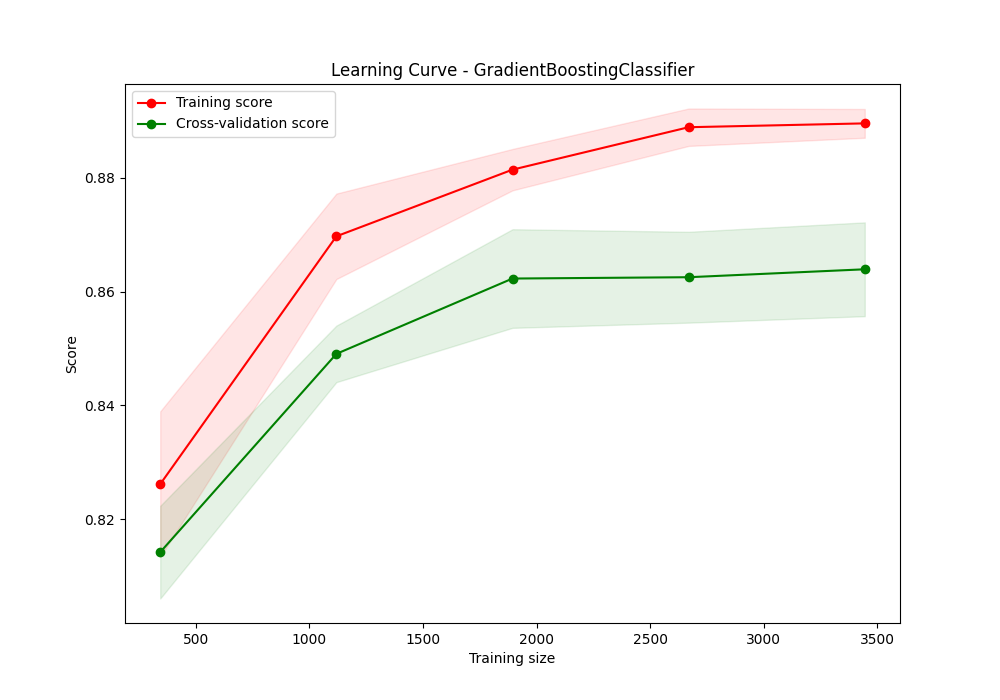 Learning Curve - GradientBoostingClassifier
Training score
Cross-validation score
0.88
0.86
0.84
0.82
Score
500 1000 1500 2000 2500 3000 3500
Training size